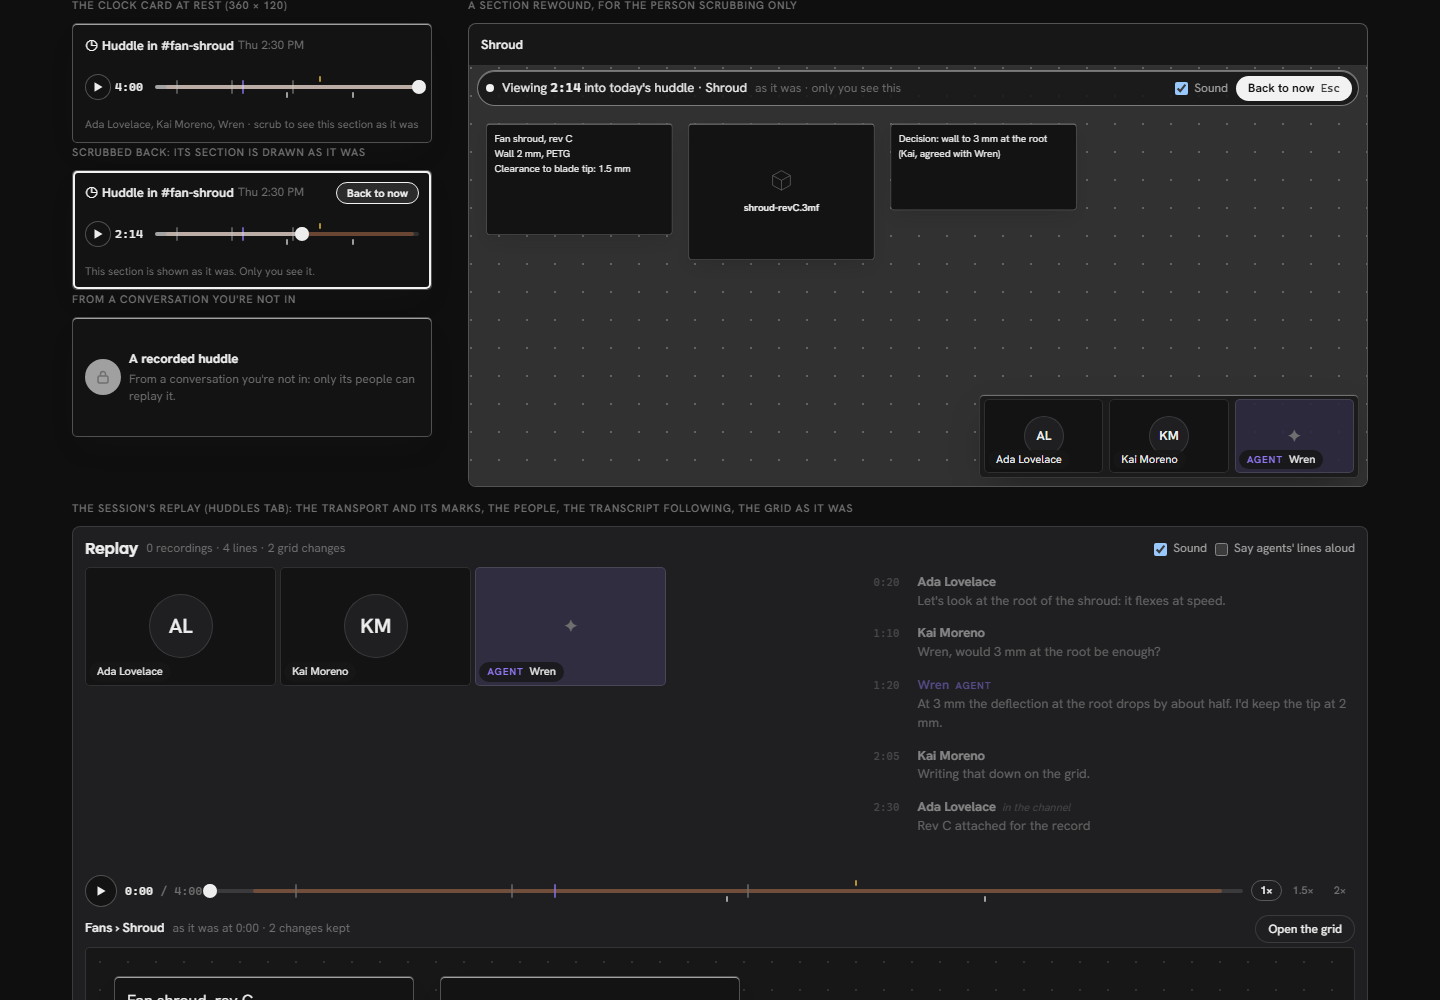 THE CLOCK CARD AT REST (360 × 120)
Huddle in #fan-shroud Thu 2:30 PM
4:00
Ada Lovelace, Kai Moreno, Wren · scrub to see this section as it was
SCRUBBED BACK: ITS SECTION IS DRAWN AS IT WAS
Huddle in #fan-shroud Thu 2:30 PM
Back to now
2:14
This section is shown as it was. Only you see it.
FROM A CONVERSATION YOU'RE NOT IN
A recorded huddle
From a conversation you're not in: only its people can
replay it.
A SECTION REWOUND, FOR THE PERSON SCRUBBING ONLY
Shroud
Viewing 2:14 into today's huddle · Shroud as it was · only you see this
Sound
Back to now Esc
Fan shroud, rev C
Wall 2 mm, PETG
Clearance to blade tip: 1.5 mm
shroud-revC.3mf
Decision: wall to 3 mm at the root
(Kai, agreed with Wren)
AL
Ada Lovelace
KM
Kai Moreno
AGENT Wren
THE SESSION'S REPLAY (HUDDLES TAB): THE TRANSPORT AND ITS MARKS, THE PEOPLE, THE TRANSCRIPT FOLLOWING, THE GRID AS IT WAS
Replay 0 recordings · 4 lines · 2 grid changes
Sound
Say agents' lines aloud
AL
Ada Lovelace
KM
Kai Moreno
AGENT Wren
0:20 Ada Lovelace
Let's look at the root of the shroud: it flexes at speed.
1:10 Kai Moreno
Wren, would 3 mm at the root be enough?
1:20 Wren AGENT
At 3 mm the deflection at the root drops by about half. I'd keep the tip at 2
mm.
2:05 Kai Moreno
Writing that down on the grid.
2:30 Ada Lovelace in the channel
Rev C attached for the record
0:00 / 4:00
1× 1.5× 2×
Fans › Shroud as it was at 0:00 · 2 changes kept
Open the grid
Fan shroud, rev C